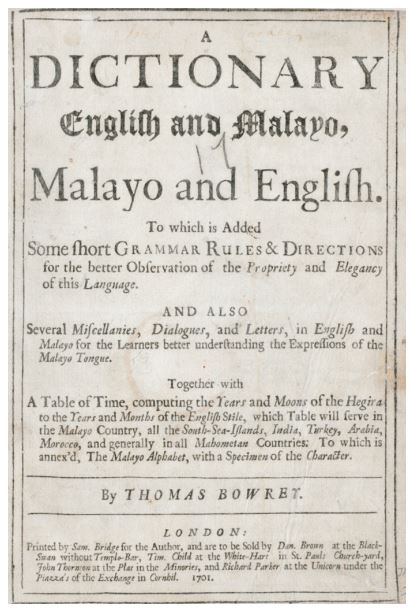 A
DICTIONARY
Engliſh and Malayo,
Malayo and Engliſh.
To which is Added
Some ſhort GRAMMAR RULES & DIRECTIONS
for the better Obſervation of the Propriety and Elegancy
of this Language.
AND ALSO
Several Miſcellanies, Dialogues, and Letters, in Engliſh and
Malayo for the Learners better underſtanding the Expreſſions of the
Malayo Tongue.
Together with
A Table of Time, computing the Years and Moons of the Hegira
to the Years and Months of the Engliſh Stile, which Table will ſerve in
the Malayo Country, all the South-Sea-Iſlands, India, Turkey, Arabia,
Morocco, and generally in all Mahometan Countries: To which is
annex'd, The Malayo Alphabet, with a Specimen of the Character.
By THOMAS BOWREY.
LONDON:
Printed by Sam. Bridge for the Author, and are to be Sold by Dan. Brown at the Black-
Swan without Temple-Bar, Tim. Child at the White-Hart in St. Pauls Church-yard,
John Thornton at the Plat in the Minories, and Richard Parker at the Unicorn under the
Piazza's of the Exchange in Cornhil. 1701.